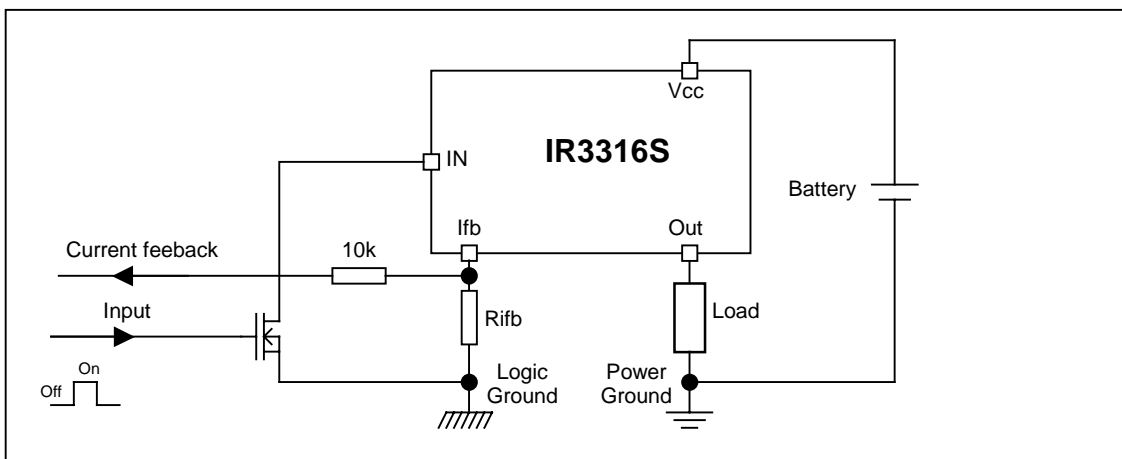 Vcc
IR3316S
IN
Battery
Ifb
Out
Current feeback
10k
Input
Rifb
Load
On
Off
Logic
Ground
Power
Ground